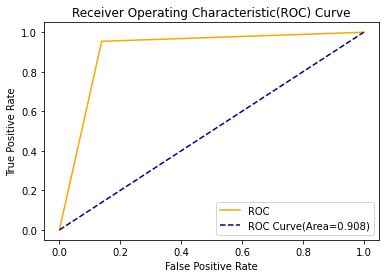 Receiver Operating Characteristic(ROC) Curve
1.0
0.8
0.6
0.4
0.2
0.0
True Positive Rate
ROC
ROC Curve(Area=0.908)
0.0 0.2 0.4 0.6 0.8 1.0
False Positive Rate